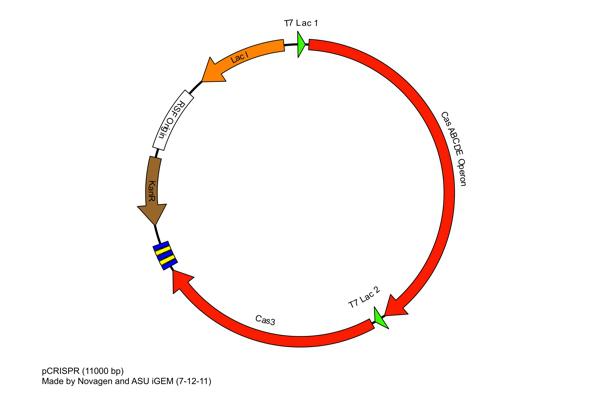 T7 Lac 1
Lac I
RSF Origin
KanR
Cas ABCDE Operon
T7 Lac 2
Cas3
pCRISPR (11000 bp)
Made by Novagen and ASU iGEM (7-12-11)